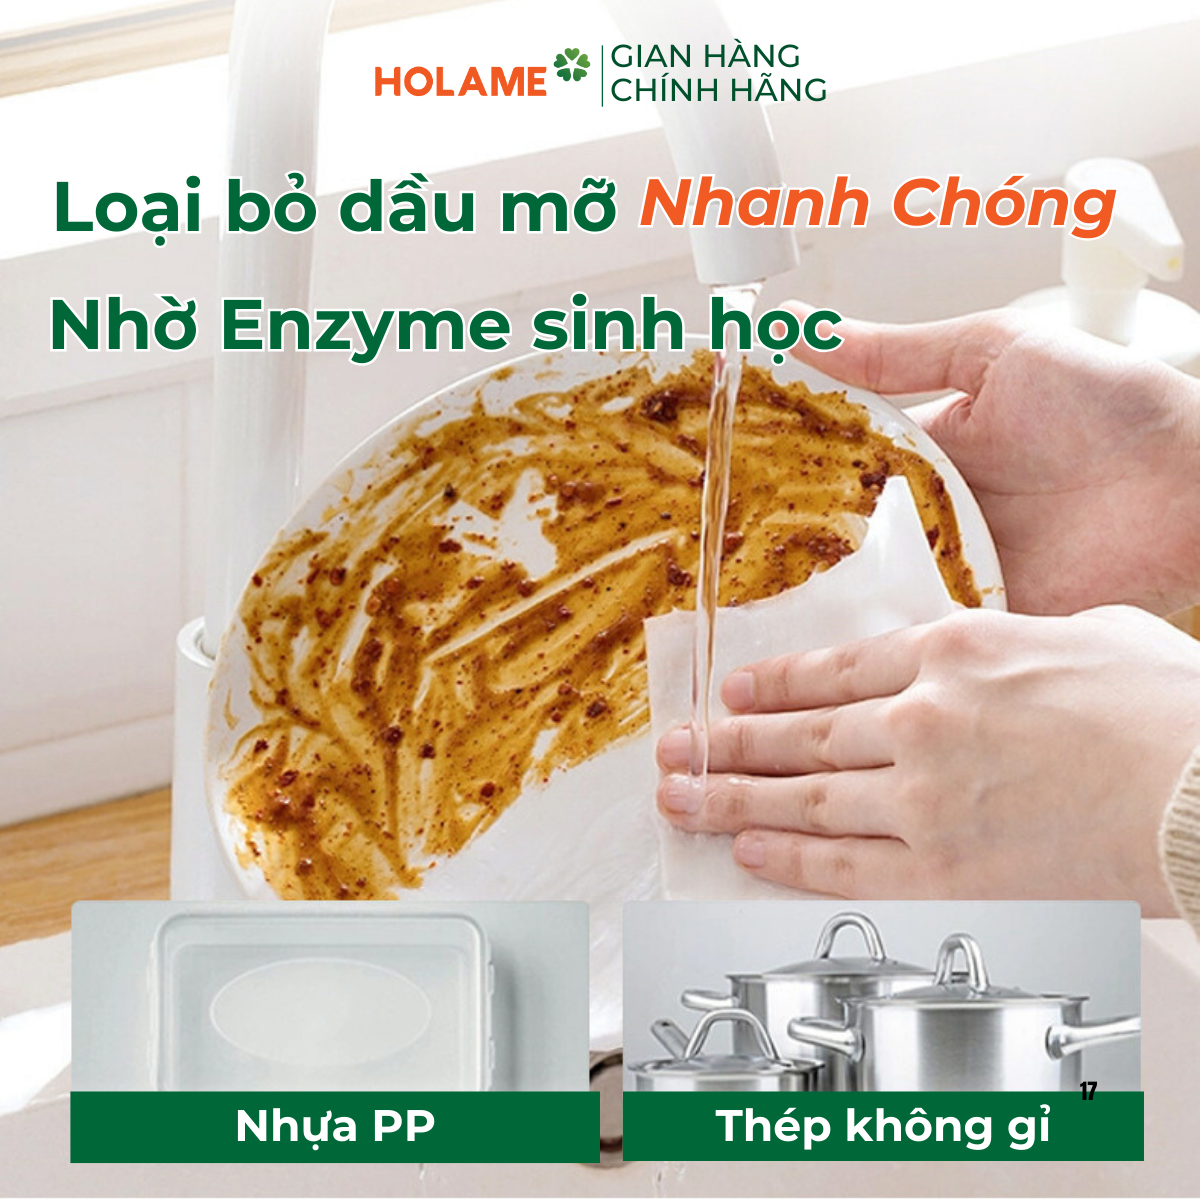 HOLAME
GIAN HÀNG
CHÍNH HÃNG
Loại bỏ dầu mỡ Nhanh Chóng
Nhờ Enzyme sinh học
17
Nhựa PP
Thép không gỉ